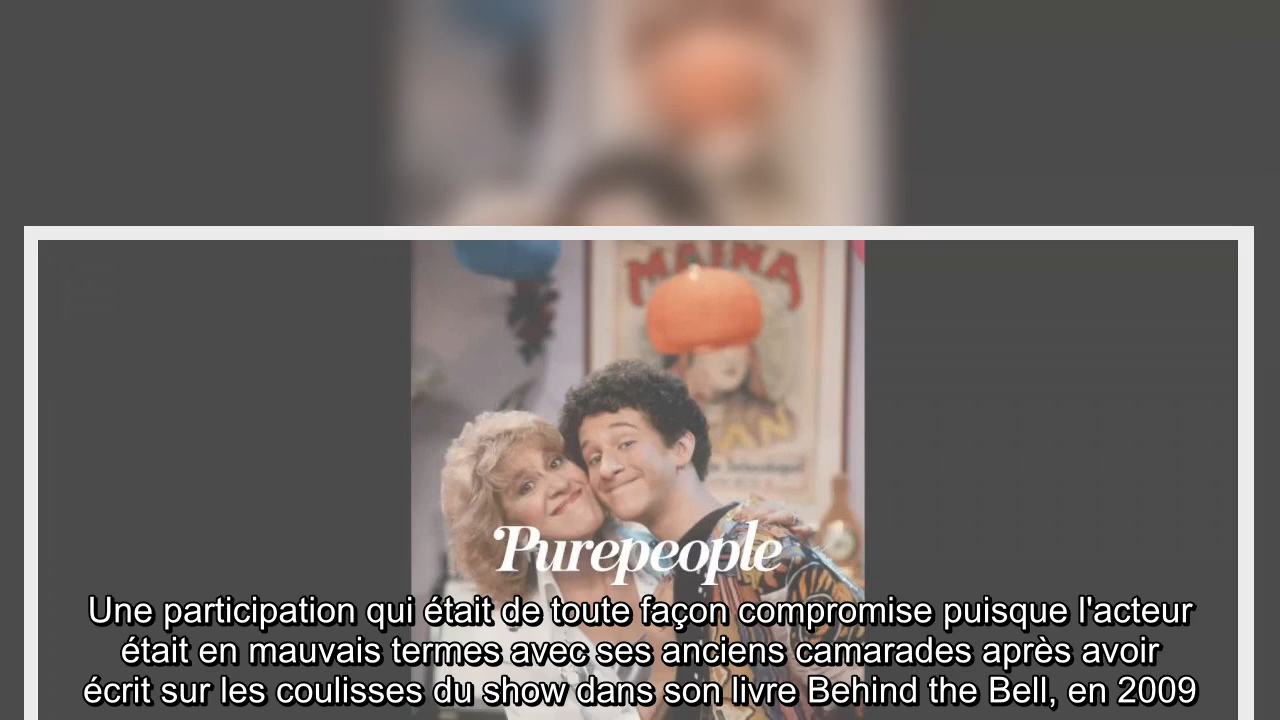 MAINA
AN
Purepeople
Une participation qui était de toute façon compromise puisque l'acteur
était en mauvais termes avec ses anciens camarades après avoir
écrit sur les coulisses du show dans son livre Behind the Bell, en 2009